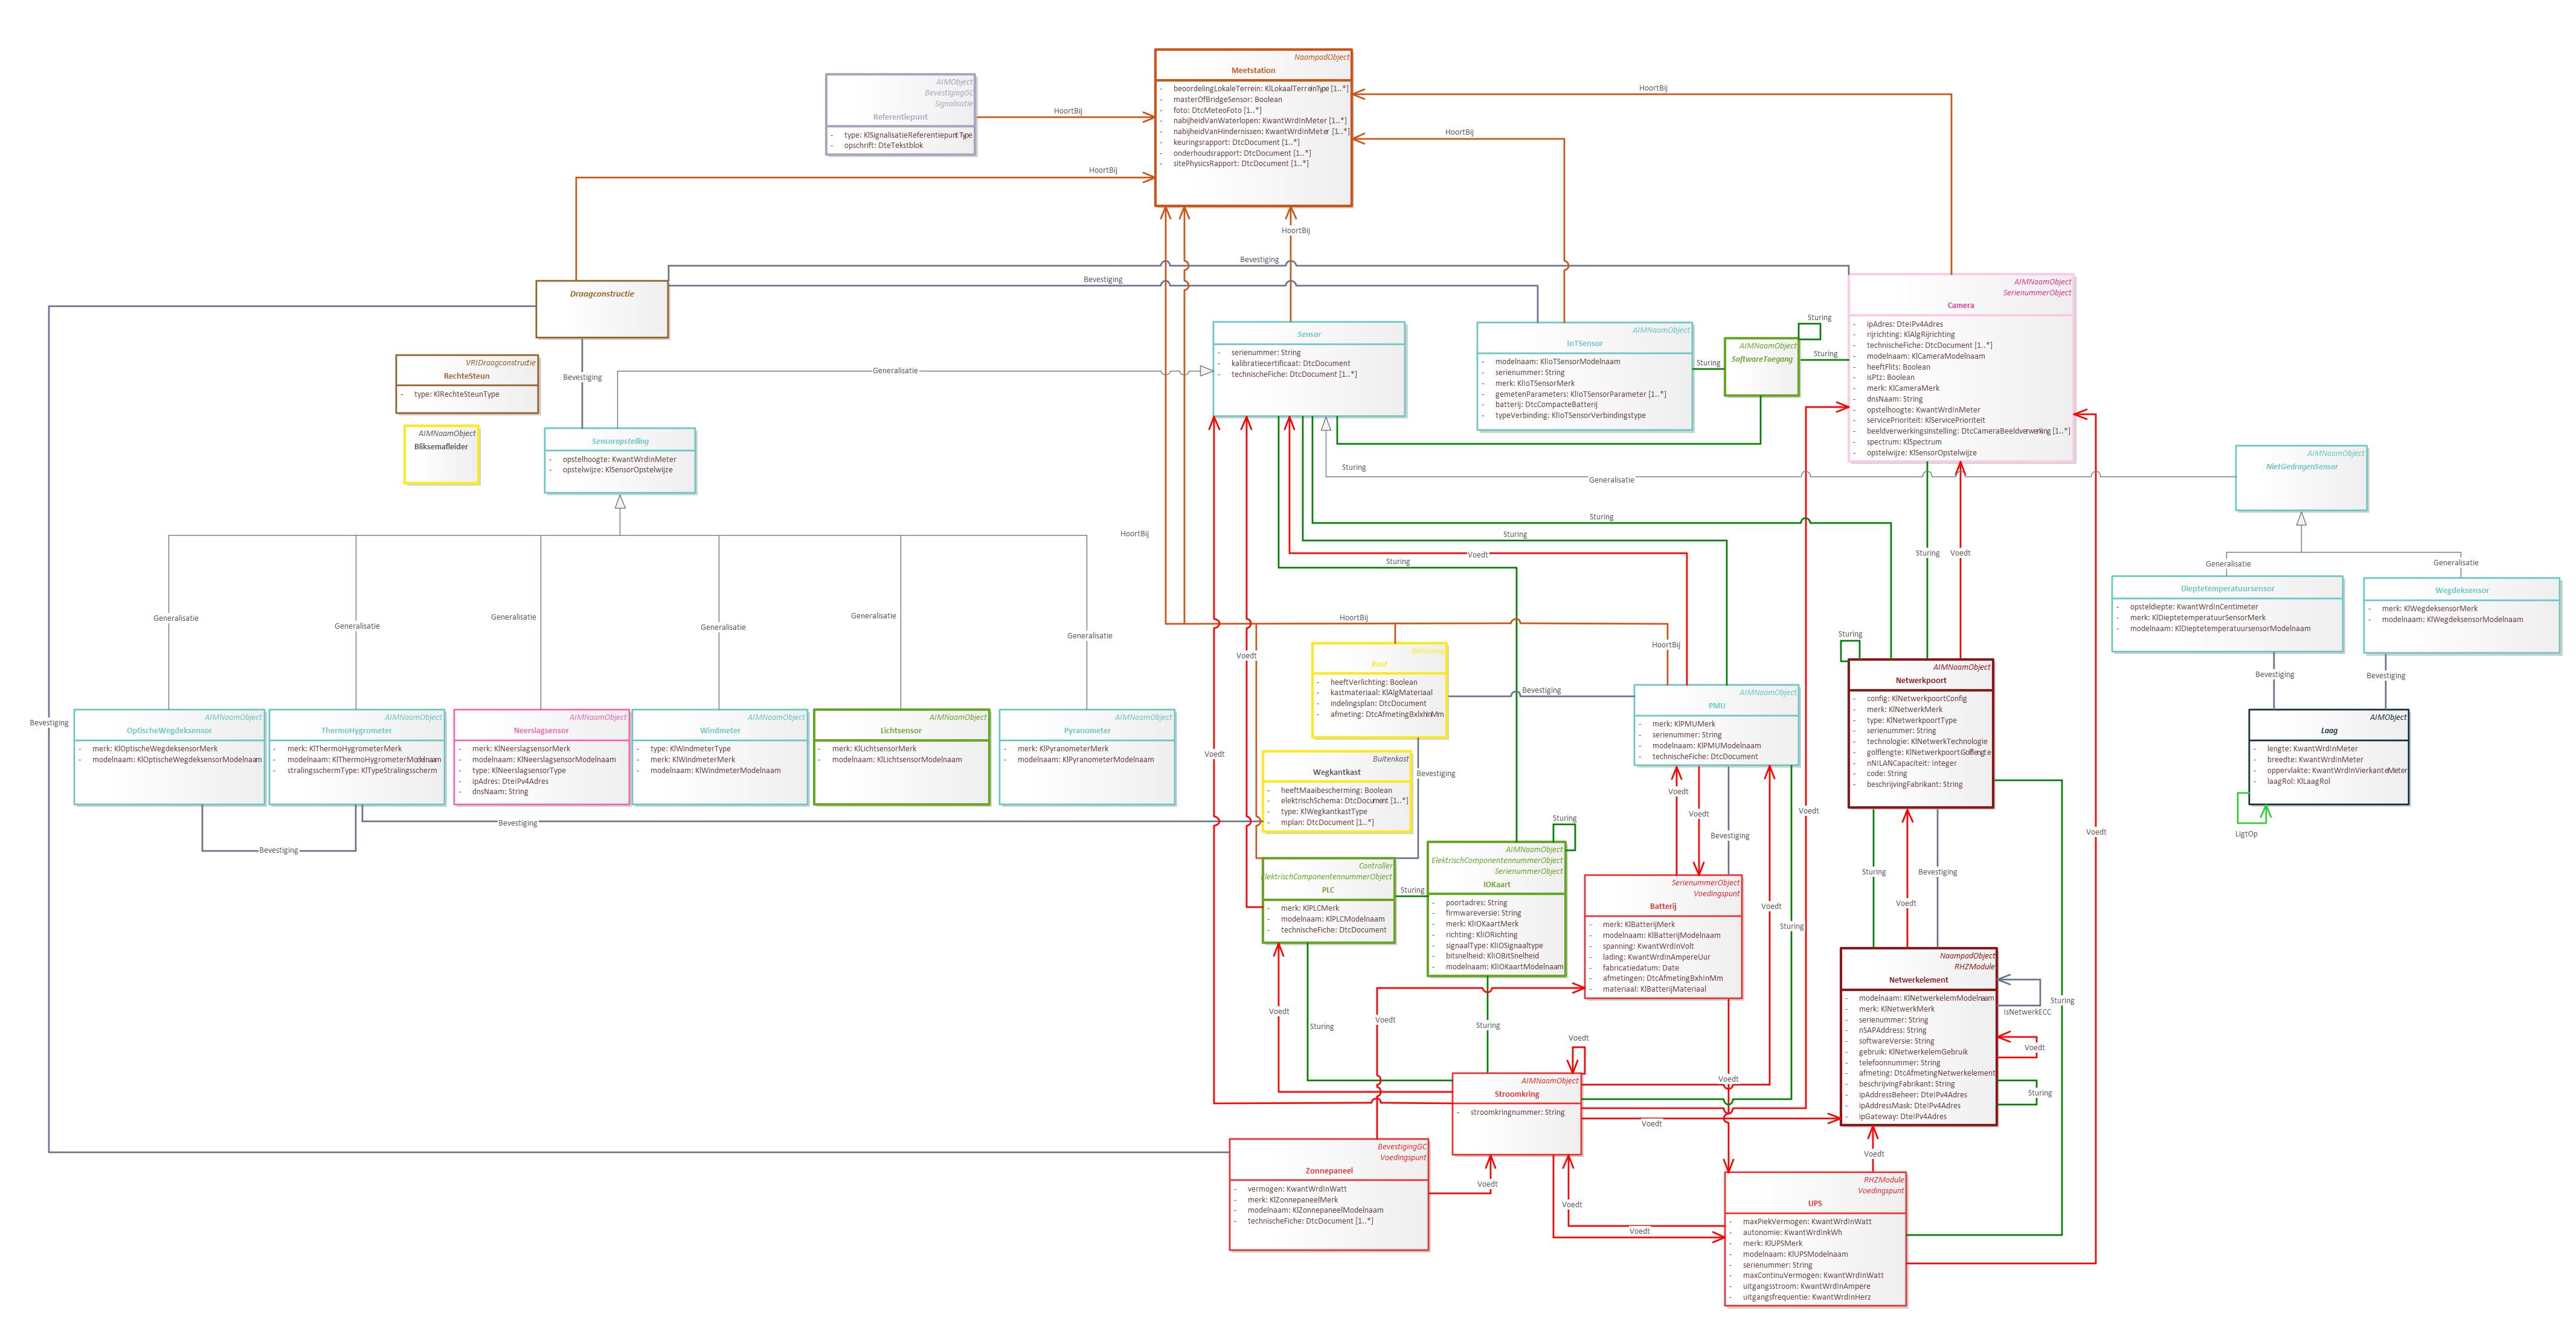 NaampadObject
Meetstation
- beoordelingLokaleTerrein: KlLokaalTerreinType [1..*]
- masterOfBridgeSensor: Boolean
- foto: DtcMeteoFoto [1..*]
- nabijheidVanWaterlopen: KwantWrdInMeter [1..*]
- nabijheidVanHindernissen: KwantWrdInMeter [1..*]
- keuringsrapport: DtcDocument [1..*]
- onderhoudsrapport: DtcDocument [1..*]
- sitePhysicsRapport: DtcDocument [1..*]
AIMObject
BevestigingGC
Signalisatie
Referentiepunt
- type: KlSignalisatieReferentiepuntType
- opschrift: DteTekstblok
HoortBij
HoortBij
HoortBij
HoortBij
HoortBij
Bevestiging
Bevestiging
Draagconstructie
VRIDraagconstructie
RechteSteun
- type: KlRechteSteunType
AIMNaamObject
Bliksemafleider
Bevestiging
Sensoropstelling
- opstelhoogte: KwantWrdInMeter
- opstelwijze: KlSensorOpstelwijze
Generalisatie
Sensor
- serienummer: String
- kalibratiecertificaat: DtcDocument
- technischeFiche: DtcDocument [1..*]
AIMNaamObject
IoTSensor
- modelnaam: KlIoTSensorModelnaam
- serienummer: String
- merk: KlIoTSensorMerk
- gemetenParameters: KlIoTSensorParameter [1..*]
- batterij: DtcCompacteBatterij
- typeVerbinding: KlIoTSensorVerbindingstype
Sturing
AIMNaamObject
SoftwareToegang
Sturing
Sturing
AIMNaamObject
SerienummerObject
Camera
- ipAdres: DteIPv4Adres
- rijrichting: KlAlgRijrichting
- technischeFiche: DtcDocument [1..*]
- modelnaam: KlCameraModelnaam
- heeftFlits: Boolean
- isPtz: Boolean
- merk: KlCameraMerk
- dnsNaam: String
- opstelhoogte: KwantWrdInMeter
- servicePrioriteit: KlServicePrioriteit
- beeldverwerkingsinstelling: DtcCameraBeeldverwerking [1..*]
- spectrum: KlSpectrum
- opstelwijze: KlSensorOpstelwijze
Sturing
Generalisatie
AIMNaamObject
NietGedragenSensor
Generalisatie
Generalisatie
AIMNaamObject
Dieptetemperatuursensor
- opsteldiepte: KwantWrdInCentimeter
- merk: KlDieptetemperatuurSensorMerk
- modelnaam: KlDieptetemperatuursensorModelnaam
Wegdeksensor
- merk: KlWegdeksensorMerk
- modelnaam: KlWegdeksensorModelnaam
Bevestiging
Bevestiging
AIMObject
Laag
- lengte: KwantWrdInMeter
- breedte: KwantWrdInMeter
- oppervlakte: KwantWrdInVierkanteMeter
- laagRol: KlLaagRol
LigtOp
HoortBij
Sturing
Sturing
Voedt
Sturing
Sturing
Voedt
Generalisatie
Generalisatie
Generalisatie
Generalisatie
Generalisatie
Generalisatie
Bevestiging
AIMNaamObject
OptischeWegdeksensor
- merk: KlOptischeWegdeksensorMerk
- modelnaam: KlOptischeWegdeksensorModelnaam
AIMNaamObject
ThermoHygrometer
- merk: KlThermoHygrometerMerk
- modelnaam: KlThermoHygrometerModelnaam
- stralingsschermType: KlTypeStralingsscherm
AIMNaamObject
Neerslagsensor
- merk: KlNeerslagsensorMerk
- modelnaam: KlNeerslagsensorModelnaam
- type: KlNeerslagsensorType
- ipAdres: DteIPv4Adres
- dnsNaam: String
AIMNaamObject
Windmeter
- type: KlWindmeterType
- merk: KlWindmeterMerk
- modelnaam: KlWindmeterModelnaam
AIMNaamObject
Lichtsensor
- merk: KlLichtsensorMerk
- modelnaam: KlLichtsensorModelnaam
AIMNaamObject
Pyranometer
- merk: KlPyranometerMerk
- modelnaam: KlPyranometerModelnaam
Bevestiging
Bevestiging
HoortBij
HoortBij
Voedt
Voedt
Behuizing
Kast
- heeftVerlichting: Boolean
- kastmateriaal: KlAlgMateriaal
- indelingsplan: DtcDocument
- afmeting: DtcAfmetingBxlxhInMm
Bevestiging
Bevestiging
AIMNaamObject
PMU
- merk: KlPMUMerk
- serienummer: String
- modelnaam: KlPMUModelnaam
- technischeFiche: DtcDocument
Buitenkast
Wegkantkast
- heeftMaaibescherming: Boolean
- elektrischSchema: DtcDocument [1..*]
- type: KlWegkantkastType
- mplan: DtcDocument [1..*]
Sturing
AIMNaamObject
Netwerkpoort
- config: KlNetwerkpoortConfig
- merk: KlNetwerkMerk
- type: KlNetwerkpoortType
- serienummer: String
- technologie: KlNetwerkTechnologie
- golflengte: KlNetwerkpoortGolflengte
- nNILANCapaciteit: Integer
- code: String
- beschrijvingFabrikant: String
Voedt
Voedt
Bevestiging
Voedt
Voedt
Sturing
Controller
ElektrischComponentennummerObject
PLC
- merk: KlPLCMerk
- modelnaam: KlPLCModelnaam
- technischeFiche: DtcDocument
Sturing
Sturing
AIMNaamObject
ElektrischComponentennummerObject
SerienummerObject
IOKaart
- poortadres: String
- firmwareversie: String
- merk: KlIOKaartMerk
- richting: KlIORichting
- signaalType: KlIOSignaaltype
- bitsnelheid: KlIOBitSnelheid
- modelnaam: KlIOKaartModelnaam
SerienummerObject
Voedingspunt
Batterij
- merk: KlBatterijMerk
- modelnaam: KlBatterijModelnaam
- spanning: KwantWrdInVolt
- lading: KwantWrdInAmpereUur
- fabricatiedatum: Date
- afmetingen: DtcAfmetingBxhInMm
- materiaal: KlBatterijMateriaal
Voedt
Sturing
Voedt
Bevestiging
Voedt
NaampadObject
RHZModule
Netwerkelement
- modelnaam: KlNetwerkelemModelnaam
- merk: KlNetwerkMerk
- serienummer: String
- nSAPAddress: String
- softwareVersie: String
- gebruik: KlNetwerkelemGebruik
- telefoonnummer: String
- afmeting: DtcAfmetingNetwerkelement
- beschrijvingFabrikant: String
- ipAddressBeheer: DteIPv4Adres
- ipAddressMask: DteIPv4Adres
- ipGateway: DteIPv4Adres
isNetwerkECC
Voedt
Sturing
Sturing
Voedt
Sturing
Voedt
Sturing
Voedt
Voedt
AIMNaamObject
Stroomkring
- stroomkringnummer: String
Voedt
Voedt
Voedt
Voedt
Voedt
BevestigingGC
Voedingspunt
Zonnepaneel
- vermogen: KwantWrdInWatt
- merk: KlZonnepaneelMerk
- modelnaam: KlZonnepaneelModelnaam
- technischeFiche: DtcDocument [1..*]
RHZModule
Voedingspunt
UPS
- maxPiekVermogen: KwantWrdInWatt
- autonomie: KwantWrdInkWh
- merk: KlUPSMerk
- modelnaam: KlUPSModelnaam
- serienummer: String
- maxContinuVermogen: KwantWrdInWatt
- uitgangsstroom: KwantWrdInAmpere
- uitgangsfrequentie: KwantWrdInHerz